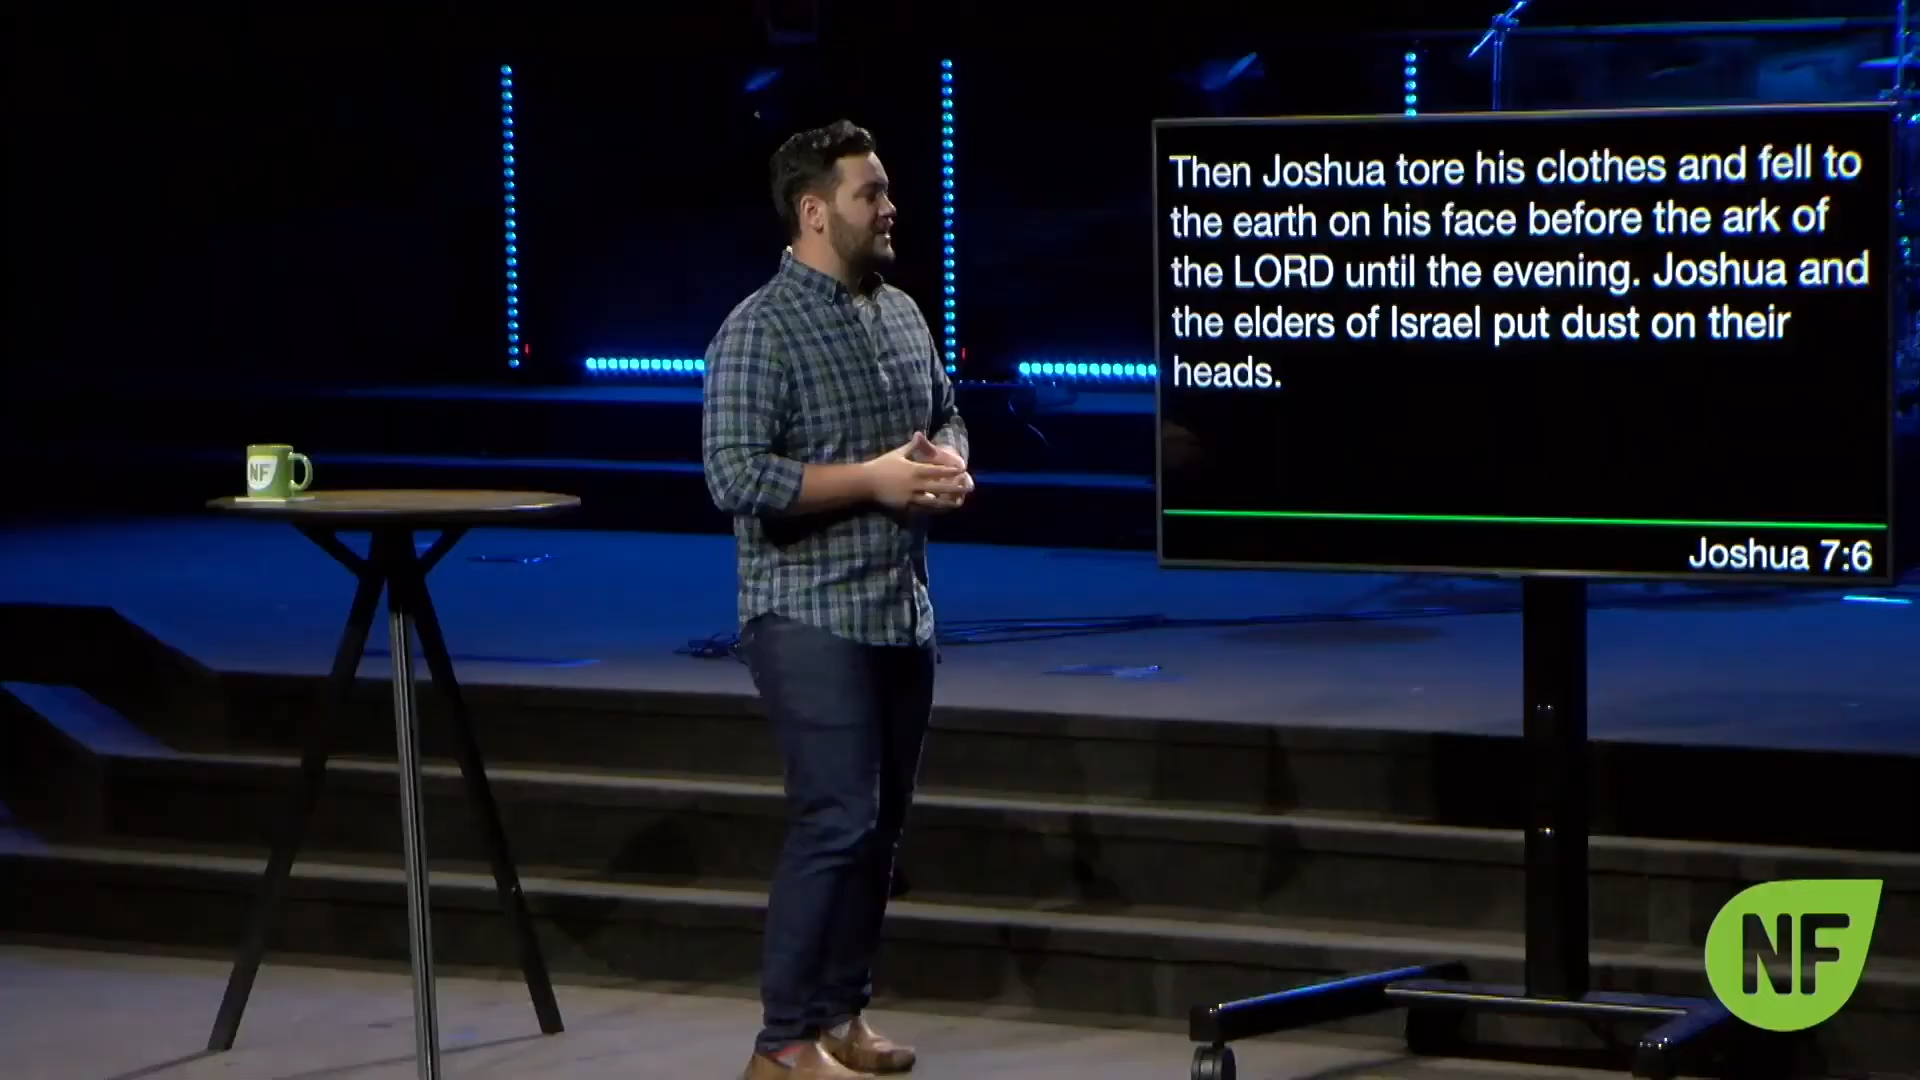 Then Joshua tore his clothes and fell to
the earth on his face before the ark of
the LORD until the evening. Joshua and
the elders of Israel put dust on their
heads.
Joshua 7:6
NF
NF